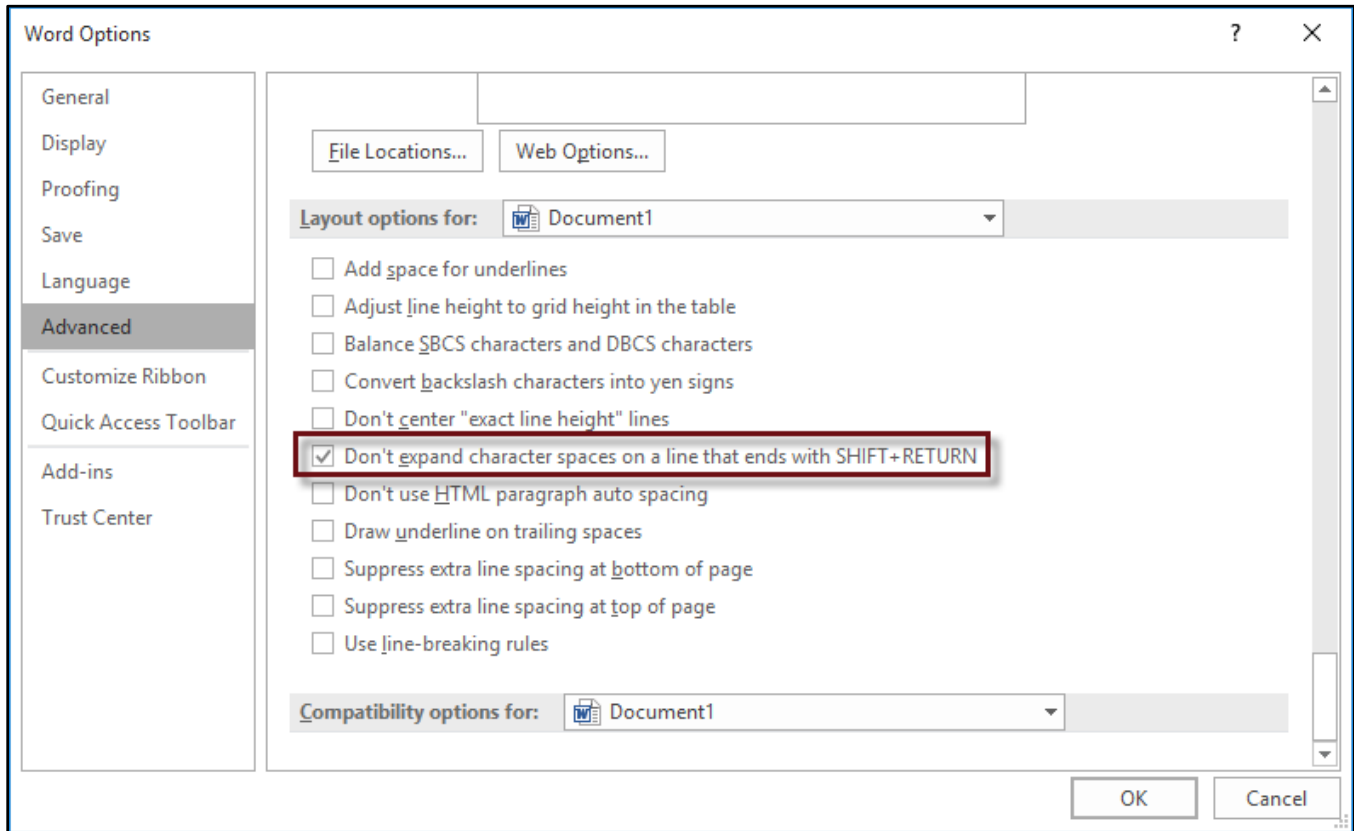 Word Options
?
General
Display
Proofing
Save
Language
Advanced
Customize Ribbon
Quick Access Toolbar
Add-ins
Trust Center
File Locations... Web Options...
Layout options for: Document1
Add space for underlines
Adjust line height to grid height in the table
Balance SBCS characters and DBCS characters
Convert backslash characters into yen signs
Don't center "exact line height" lines
Don't expand character spaces on a line that ends with SHIFT+RETURN
Don't use HTML paragraph auto spacing
Draw underline on trailing spaces
Suppress extra line spacing at bottom of page
Suppress extra line spacing at top of page
Use line-breaking rules
Compatibility options for: Document1
OK Cancel